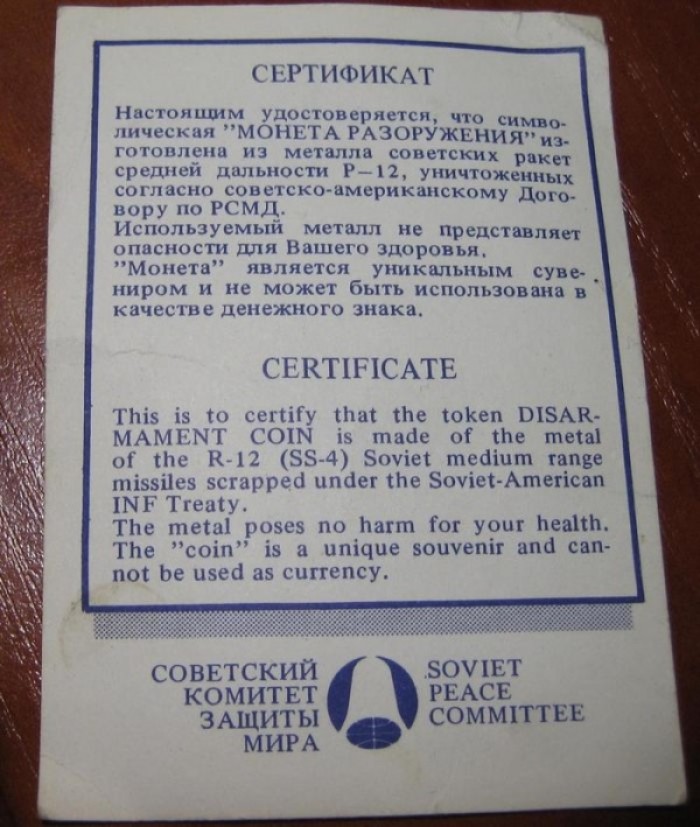 СЕРТИФИКАТ
Настоящим удостоверяется, что симво-
лическая "МОНЕТА РАЗОРУЖЕНИЯ" из-
готовлена из металла советских ракет
средней дальности Р—12, уничтоженных
согласно советско-американскому Дого-
вору по РСМД.
Используемый металл не представляет
опасности для Вашего здоровья.
"Монета" является уникальным суве-
ниром и не может быть использована в
качестве денежного знака.
CERTIFICATE
This is to certify that the token DISAR-
MAMENT COIN is made of the metal
of the R-12 (SS-4) Soviet medium range
missiles scrapped under the Soviet-American
INF Treaty.
The metal poses no harm for your health.
The "coin" is a unique souvenir and can-
not be used as currency.
СОВЕТСКИЙ
КОМИТЕТ
ЗАЩИТЫ
МИРА
SOVIET
PEACE
COMMITTEE